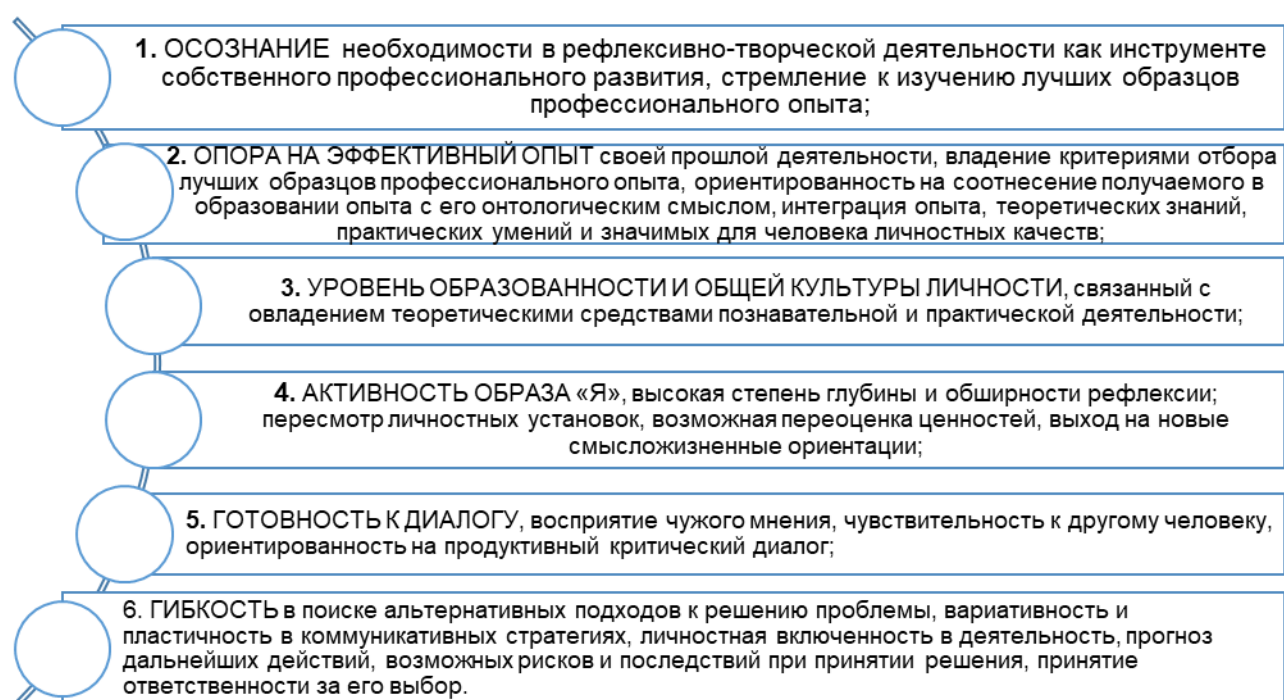 1. ОСОЗНАНИЕ необходимости в рефлексивно-творческой деятельности как инструменте
собственного профессионального развития, стремление к изучению лучших образцов
профессионального опыта;
2. ОПОРА НА ЭФФЕКТИВНЫЙ ОПЫТ своей прошлой деятельности, владение критериями отбора
лучших образцов профессионального опыта, ориентированность на соотнесение получаемого в
образовании опыта с его онтологическим смыслом, интеграция опыта, теоретических знаний,
практических умений и значимых для человека личностных качеств;
3. УРОВЕНЬ ОБРАЗОВАННОСТИ И ОБЩЕЙ КУЛЬТУРЫ ЛИЧНОСТИ, связанный с
овладением теоретическими средствами познавательной и практической деятельности;
4. АКТИВНОСТЬ ОБРАЗА «Я», высокая степень глубины и обширности рефлексии;
пересмотр личностных установок, возможная переоценка ценностей, выход на новые
смысложизненные ориентации;
5. ГОТОВНОСТЬ К ДИАЛОГУ, восприятие чужого мнения, чувствительность к другому человеку,
ориентированность на продуктивный критический диалог;
6. ГИБКОСТЬ в поиске альтернативных подходов к решению проблемы, вариативность и
пластичность в коммуникативных стратегиях, личностная включенность в деятельность, прогноз
дальнейших действий, возможных рисков и последствий при принятии решения, принятие
ответственности за его выбор.